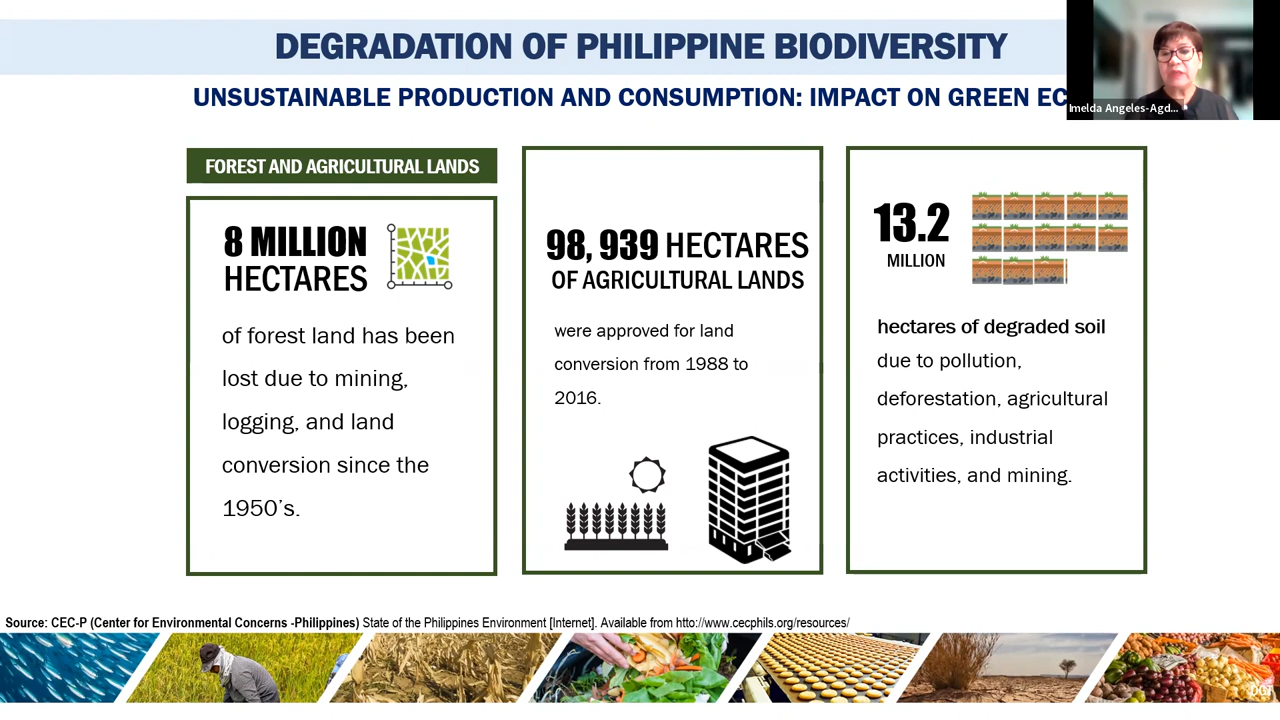 DEGRADATION OF PHILIPPINE BIODIVERSITY
UNSUSTAINABLE PRODUCTION AND CONSUMPTION: IMPACT ON GREEN EC
Imelda Angeles-Agd...
FOREST AND AGRICULTURAL LANDS
8 MILLION
HECTARES
of forest land has been
lost due to mining,
logging, and land
conversion since the
1950's.
98, 939 HECTARES
OF AGRICULTURAL LANDS
were approved for land
conversion from 1988 to
2016.
13.2
MILLION
hectares of degraded soil
due to pollution,
deforestation, agricultural
practices, industrial
activities, and mining.
Source: CEC-P (Center for Environmental Concerns -Philippines) State of the Philippines Environment [Internet]. Available from http://www.cecphils.org/resources/